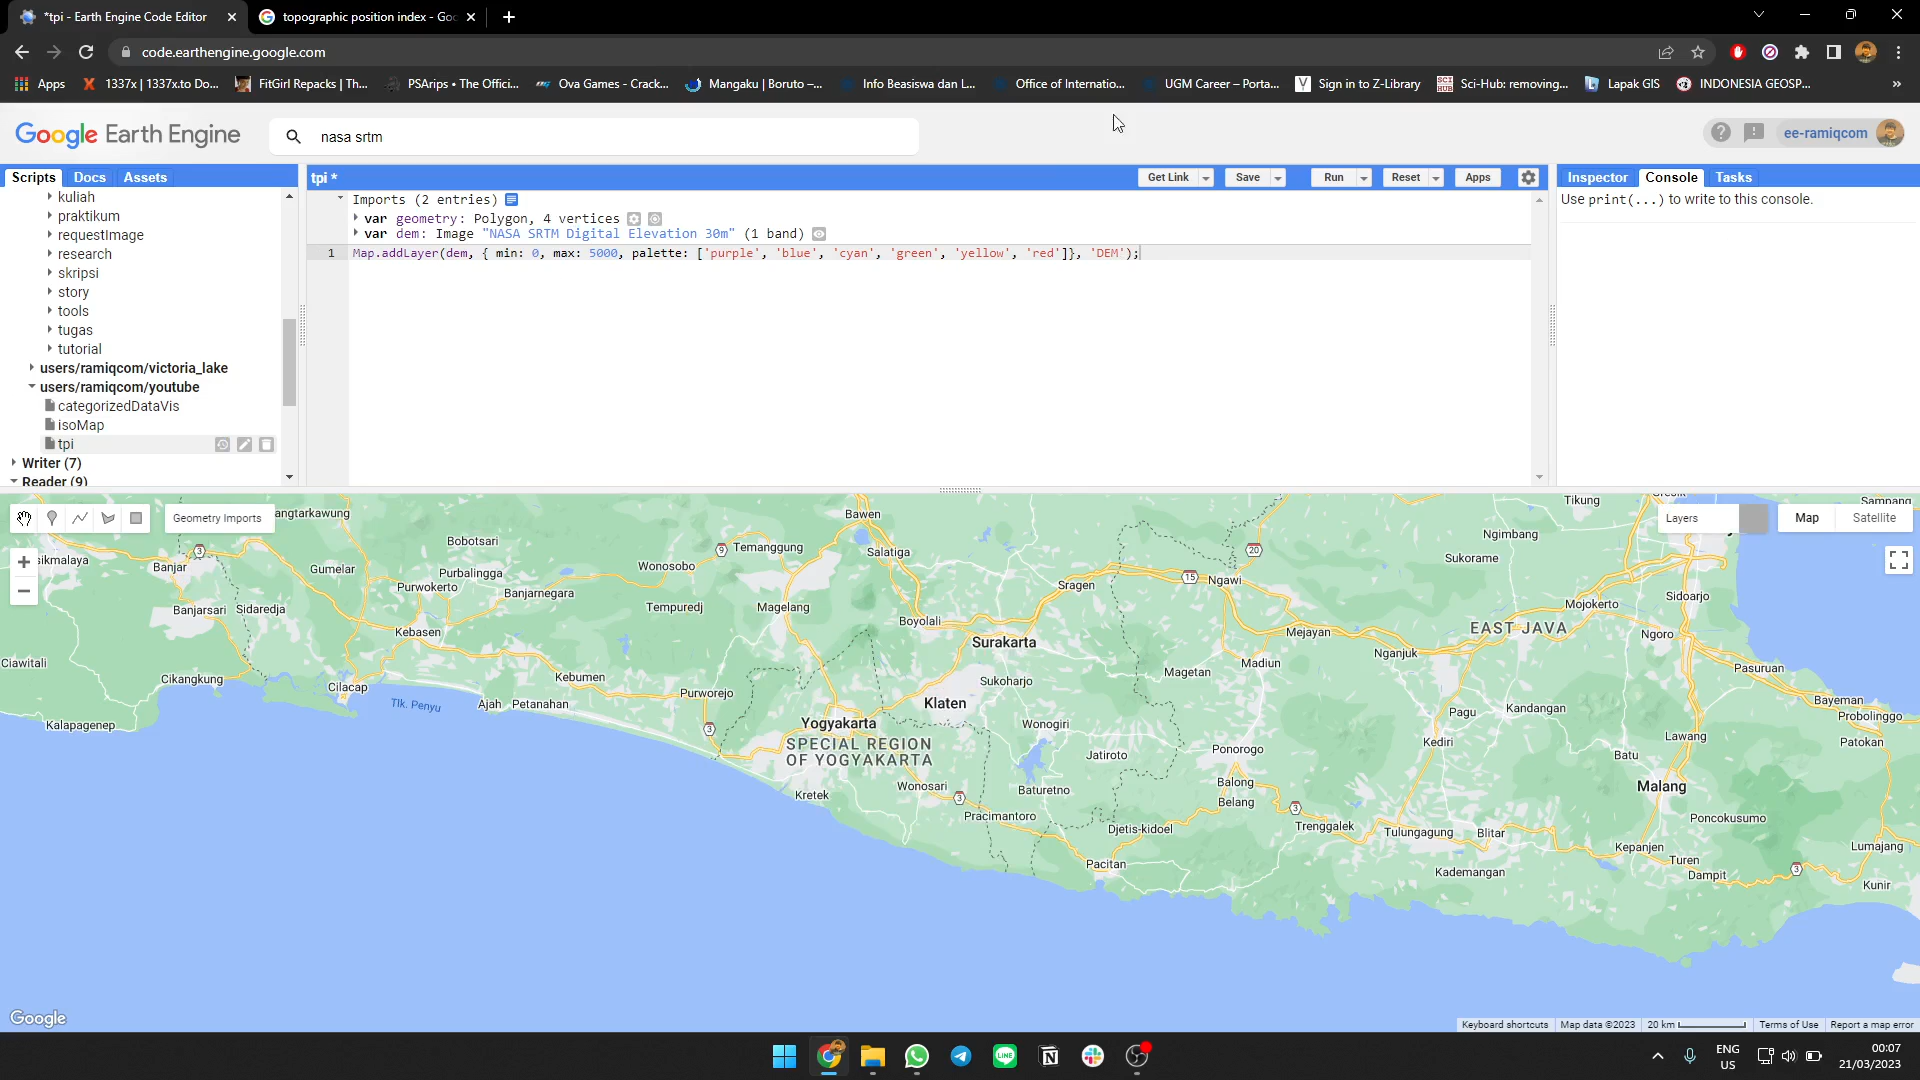 *tpi - Earth Engine Code Editor
topographic position index - Goo
code.earthengine.google.com
Apps
1337x | 1337x.to Do...
FitGirl Repacks | Th...
PSArips • The Offici...
Ova Games - Crack...
Mangaku | Boruto -...
Info Beasiswa dan L...
Office of Internatio...
UGM Career – Porta...
Sign in to Z-Library
Sci-Hub: removing...
Lapak GIS
INDONESIA GEOSP...
Google Earth Engine
nasa srtm
ee-ramiqcom
Scripts
Docs
Assets
kuliah
praktikum
requestImage
research
skripsi
story
tools
tugas
tutorial
users/ramiqcom/victoria_lake
users/ramiqcom/youtube
categorizedDataVis
isoMap
tpi
Writer (7)
Reader (9)
tpi *
Get Link
Save
Run
Reset
Apps
Imports (2 entries)
var geometry: Polygon, 4 vertices
var dem: Image "NASA SRTM Digital Elevation 30m" (1 band)
1 Map.addLayer(dem, { min: 0, max: 5000, palette: ['purple', 'blue', 'cyan', 'green', 'yellow', 'red']}, 'DEM');
Inspector
Console
Tasks
Use print(...) to write to this console.
Geometry Imports
Layers
Map
Satellite
angtarkawung
Bawen
Tikung
Sampang
Bobotsari
Temanggung
Salatiga
Ngimbang
Sukorame
sikmalaya
Banjar
Gumelar
Purbalingga
Wonosobo
Sragen
Ngawi
Purwokerto
Banjarnegara
Tempuredj
Magelang
Mojokerto
Sidoarjo
Banjarsari
Sidaredja
Boyolali
Kebasen
Surakarta
Mejayan
EAST JAVA
Ngoro
Ciawitali
Nganjuk
Madiun
Magetan
Pasuruan
Cikangkung
Cilacap
Kebumen
Purworejo
Sukoharjo
Klaten
Tlk. Penyu
Ajah
Petanahan
Bayeman
Kalapagenep
Yogyakarta
Wonogiri
Pagu
Kandangan
Probolinggo
SPECIAL REGION
OF YOGYAKARTA
Jatiroto
Ponorogo
Kediri
Lawang
Patokan
Batu
Kretek
Wonosari
Baturetno
Balong
Belang
Malang
Pracimantoro
Djetis-kidoel
Trenggalek
Tulungagung
Blitar
Poncokusumo
Pacitan
Kepanjen
Turen
Lumajang
Kademangan
Dampit
Kunir
3
9
20
15
3
3
3
3
Google
Keyboard shortcuts
Map data ©2023
20 km
Terms of Use
Report a map error
ENG
US
00:07
21/03/2023